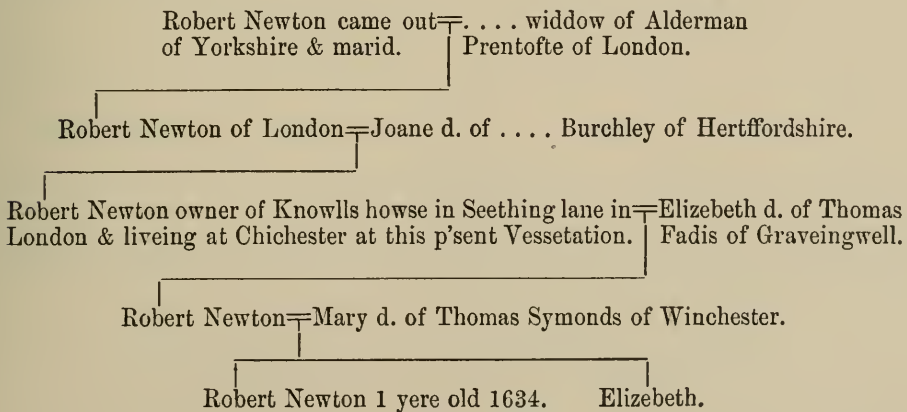 Robert Newton came out=. . . . widdow of Alderman
of Yorkshire & marid. Prentofte of London.
Robert Newton of London=Joane d. of . . . . Burchley of Hertffordshire.
Robert Newton owner of Knowlls howse in Seething lane in=Elizebeth d. of Thomas
London & liveing at Chichester at this p'sent Vessetation. Fadis of Graveingwell.
Robert Newton=Mary d. of Thomas Symonds of Winchester.
Robert Newton 1 yere old 1634. Elizebeth.